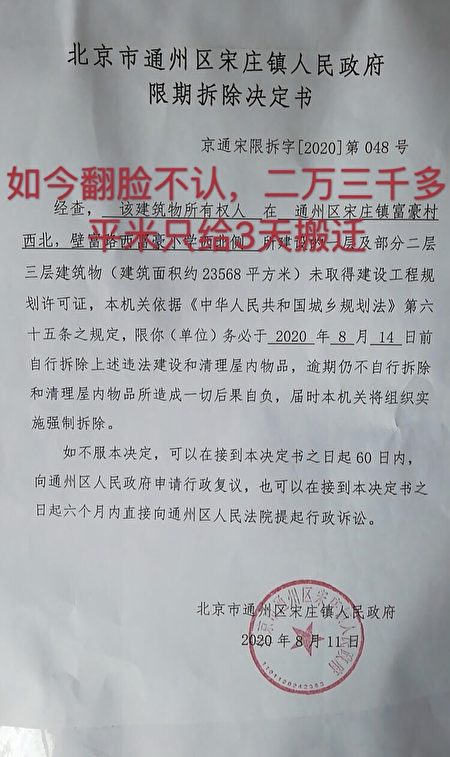 北京市通州区宋庄镇人民政府
限期拆除决定书
京通宋限拆字[2020]第 048 号
如今翻脸不认，二万三千多
平米只给3天搬迁
经查， 该建筑物所有权人 在 通州区宋庄镇富豪村
西北，壁富路西富豪小学西北侧 所建设的一层及部分二层
三层建筑物（建筑面积约23568平方米）未取得建设工程规
划许可证，本机关依据《中华人民共和国城乡规划法》第六
十五条之规定，限你（单位）务必于 2020 年 8 月 14 日前
自行拆除上述违法建设和清理屋内物品，逾期仍不自行拆除
和清理屋内物品所造成一切后果自负，届时本机关将组织实
施强制拆除。
如不服本决定，可以在接到本决定书之日起 60 日内，
向通州区人民政府申请行政复议，也可以在接到本决定书之
日起六个月内直接向通州区人民法院提起行政诉讼。
北京市通州区宋庄镇人民政府
2020 年 8 月 11 日